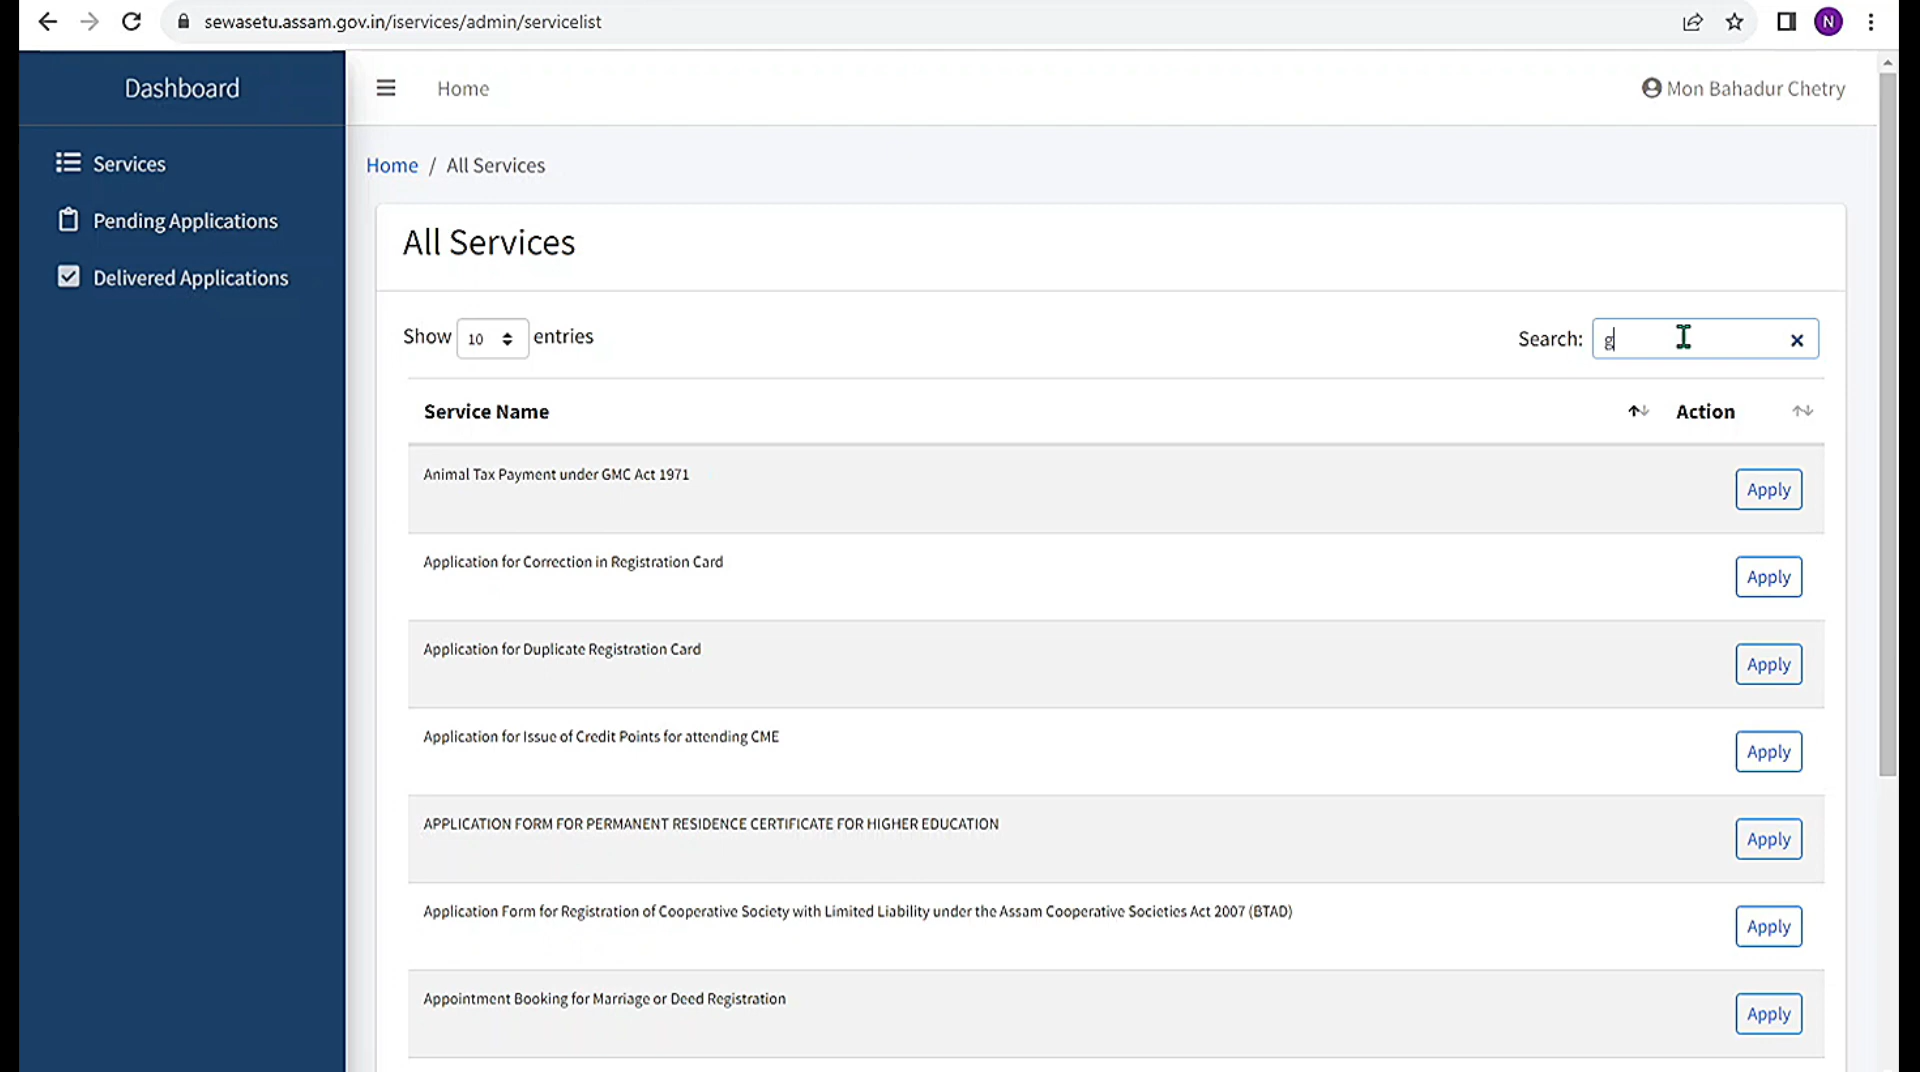 sewasetu.assam.gov.in/iservices/admin/servicelist
N
Dashboard
Home
Mon Bahadur Chetry
Services
Pending Applications
Delivered Applications
Home / All Services
All Services
Show 10 entries
Search: g
Service Name
Action
Animal Tax Payment under GMC Act 1971
Apply
Application for Correction in Registration Card
Apply
Application for Duplicate Registration Card
Apply
Application for Issue of Credit Points for attending CME
Apply
APPLICATION FORM FOR PERMANENT RESIDENCE CERTIFICATE FOR HIGHER EDUCATION
Apply
Application Form for Registration of Cooperative Society with Limited Liability under the Assam Cooperative Societies Act 2007 (BTAD)
Apply
Appointment Booking for Marriage or Deed Registration
Apply